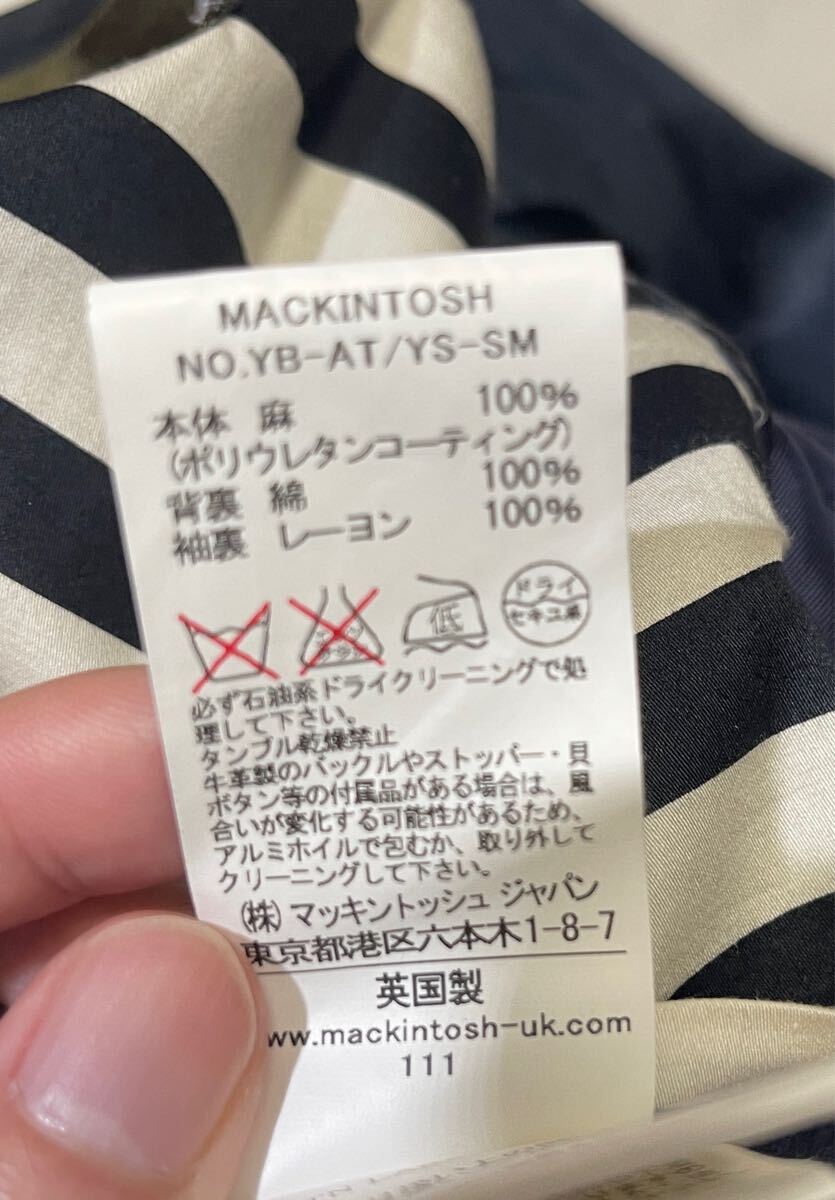 MACKINTOSH
NO.YB-AT/YS-SM
本体 麻 100%
(ポリウレタンコーティング)
背裏 綿 100%
袖裏 レーヨン 100%
エンソ サラシ 低 ドライ セキユ系
必ず石油系ドライクリーニングで処
理して下さい。
タンブル乾燥禁止
牛革製のバックルやストッパー・貝
ボタン等の付属品がある場合は、風
合いが変化する可能性があるため、
アルミホイルで包むか、取り外して
クリーニングして下さい。
(株)マッキントッシュ ジャパン
東京都港区六本木1-8-7
英国製
www.mackintosh-uk.com
111